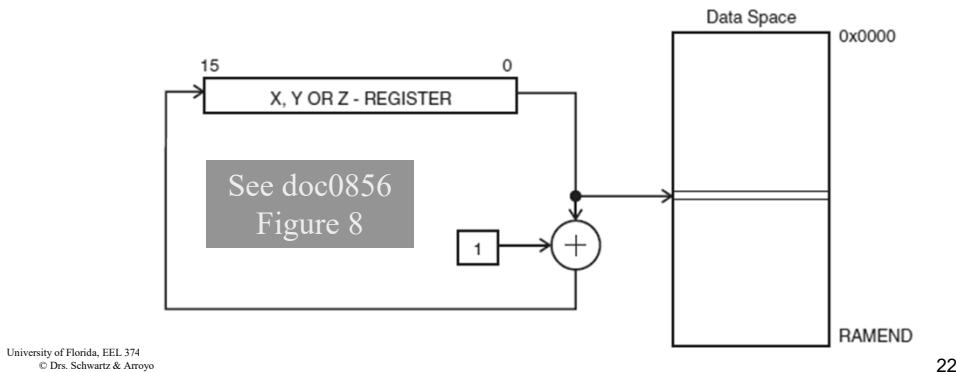 Data Space
0x0000
15 0
X, Y OR Z - REGISTER
See doc0856
Figure 8
1
+
RAMEND
University of Florida, EEL 374
© Drs. Schwartz & Arroyo
22